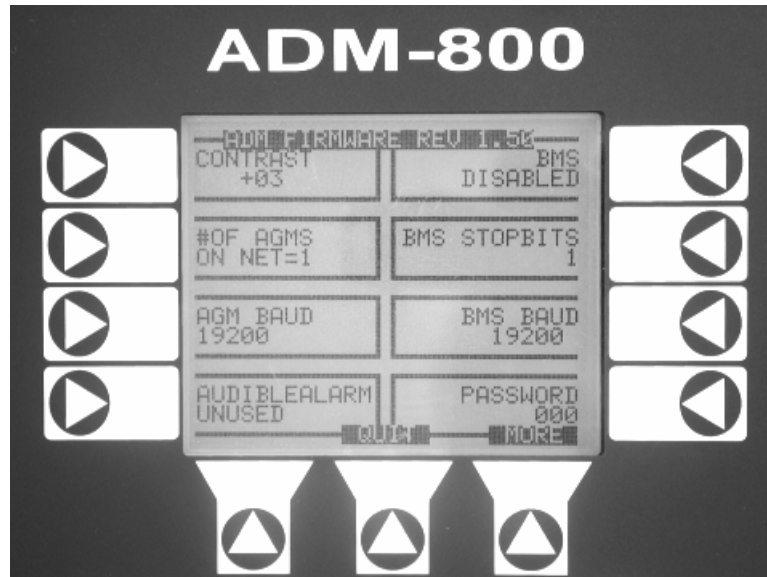 ADM-800
ADM FIRMWARE REV 1.50
CONTRAST
+03
BMS
DISABLED
#OF AGMS
ON NET=1
BMS STOPBITS
1
AGM BAUD
19200
BMS BAUD
19200
AUDIBLEALARM
UNUSED
PASSWORD
000
QUIT
MORE